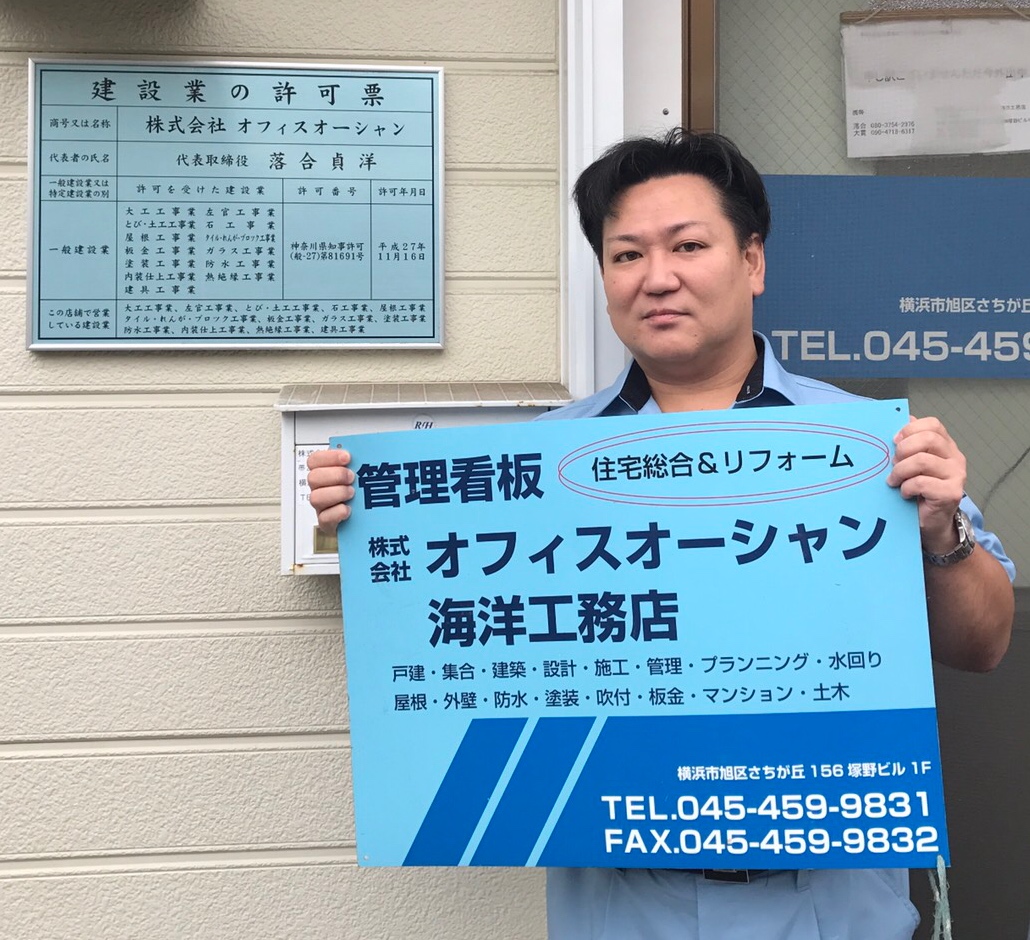 建設業の許可票
商号又は名称 株式会社 オフィスオーシャン
代表者の氏名 代表取締役 落合貞洋
一般建設業又は特定建設業の別 許可を受けた建設業 許可番号 許可年月日
一般建設業
大工工事業 左官工事業
とび・土工工事業 石工事業
屋根工事業 タイル・れんが・ブロック工事業
板金工事業 ガラス工事業
塗装工事業 防水工事業
内装仕上工事業 熱絶縁工事業
建具工事業
神奈川県知事許可
(般-27)第81691号
平成27年
11月16日
この店舗で営業
している建設業
大工工事業、左官工事業、とび・土工工事業、石工事業、屋根工事業
タイル・れんが・ブロック工事業、板金工事業、ガラス工事業、塗装工事業
防水工事業、内装仕上工事業、熱絶縁工事業、建具工事業
落合 080-3754-2976
大雲 080-4718-6117
横浜市旭区さちが丘
TEL.045-459
R/H
管理看板 住宅総合&リフォーム
株式会社 オフィスオーシャン
海洋工務店
戸建・集合・建築・設計・施工・管理・プランニング・水回り
屋根・外壁・防水・塗装・吹付・板金・マンション・土木
横浜市旭区さちが丘 156 塚野ビル 1F
TEL.045-459-9831
FAX.045-459-9832